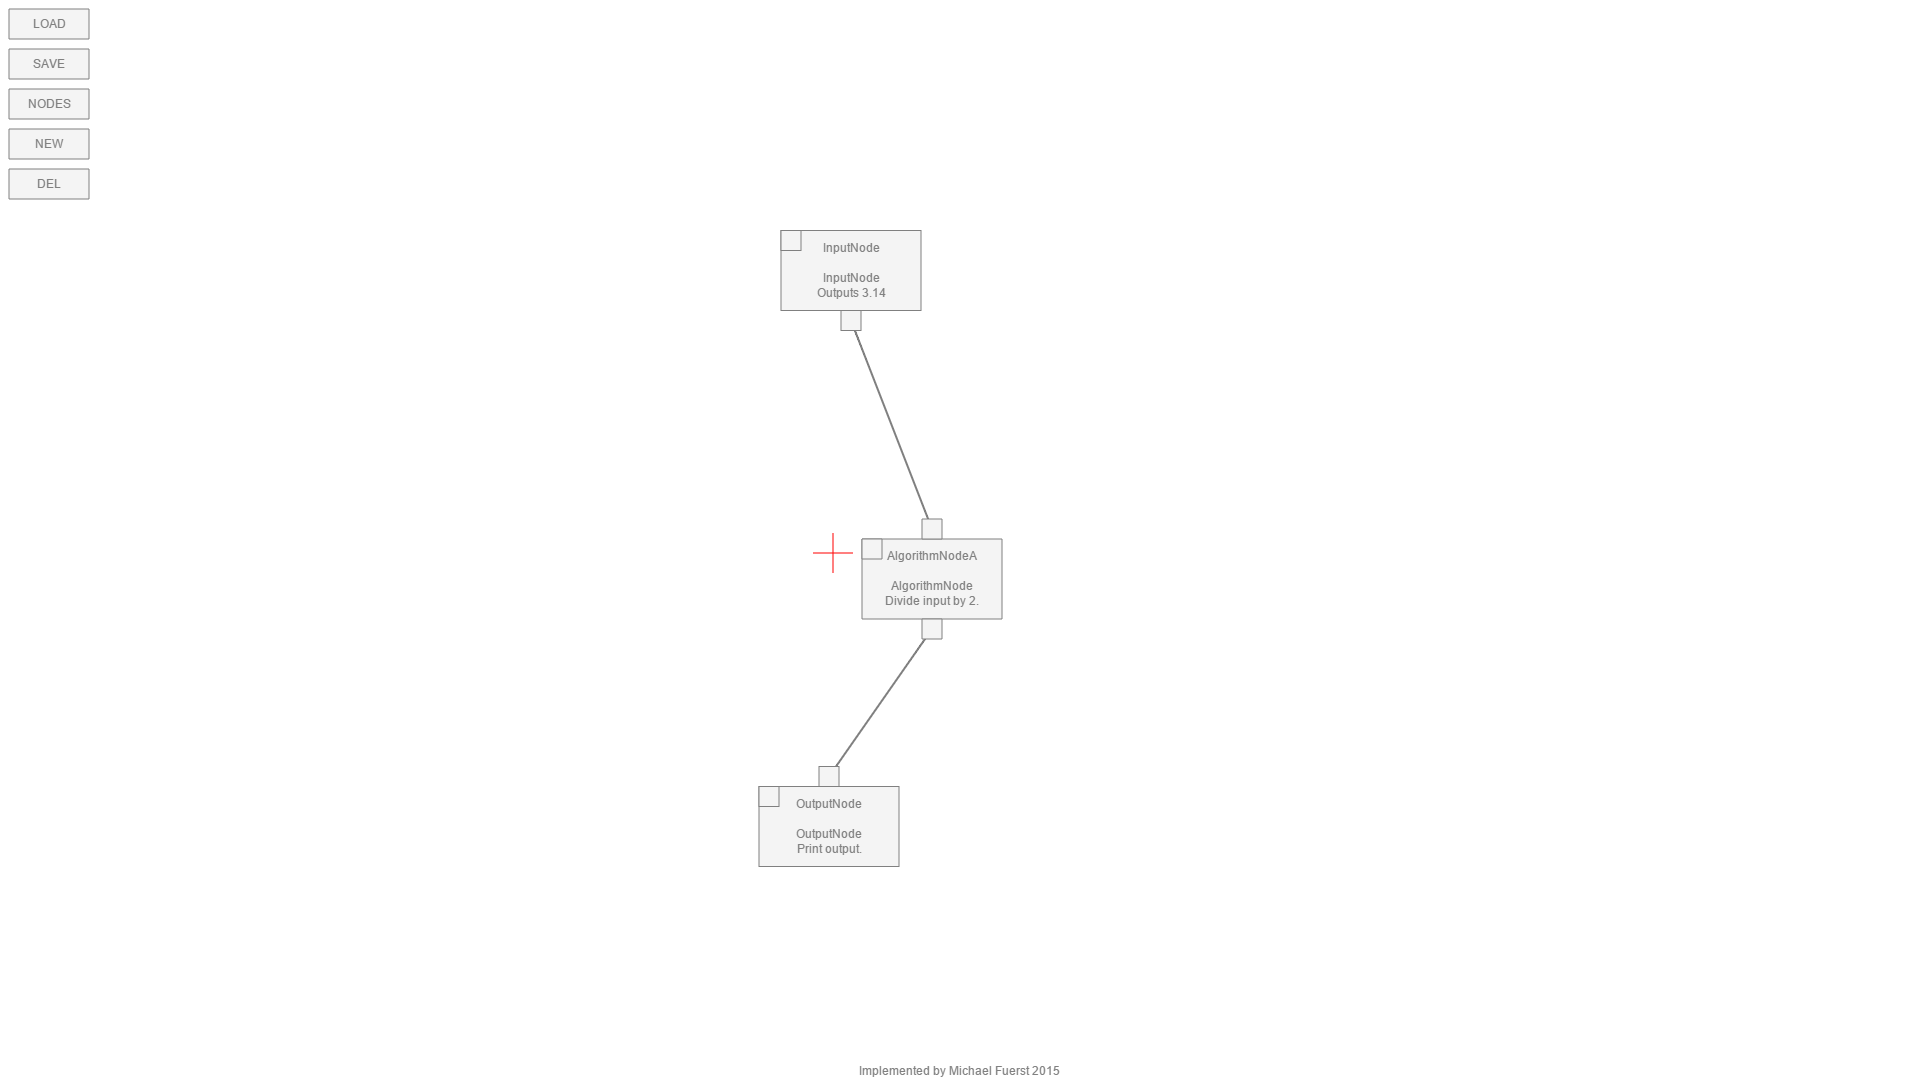 LOAD
SAVE
NODES
NEW
DEL
InputNode
InputNode
Outputs 3.14
AlgorithmNodeA
AlgorithmNode
Divide input by 2.
OutputNode
OutputNode
Print output.
Implemented by Michael Fuerst 2015